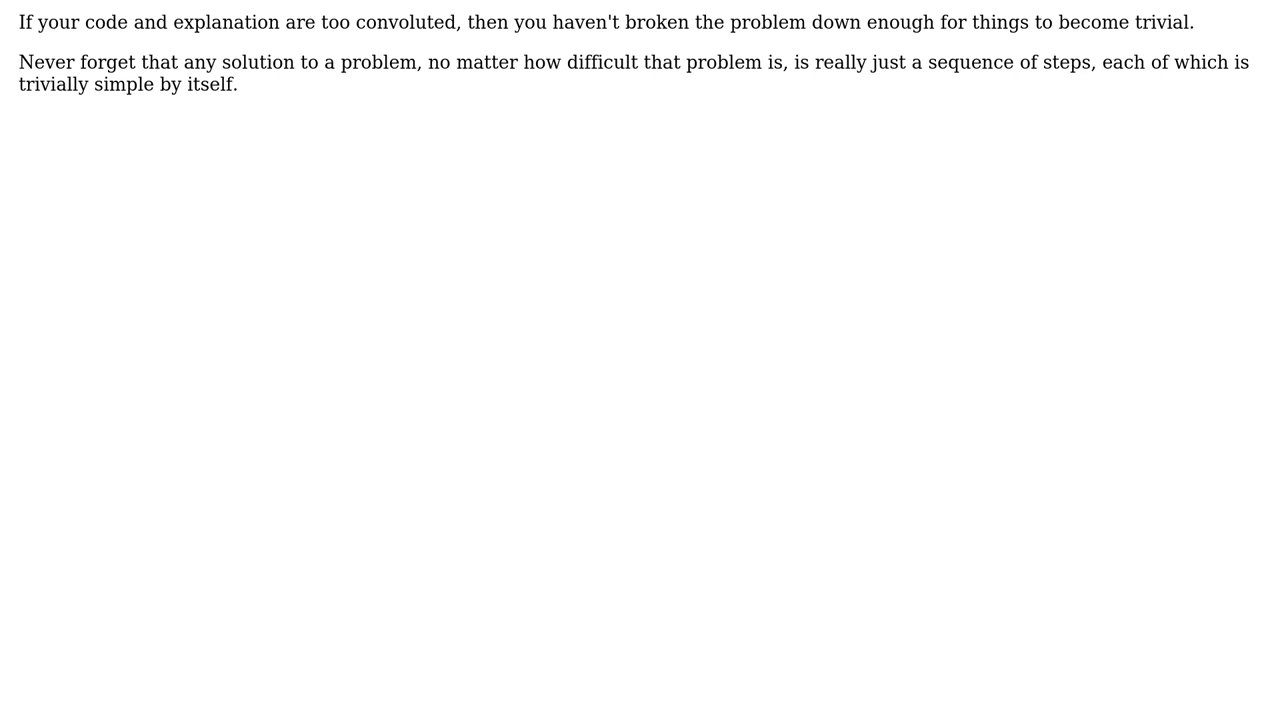 If your code and explanation are too convoluted, then you haven't broken the problem down enough for things to become trivial.
Never forget that any solution to a problem, no matter how difficult that problem is, is really just a sequence of steps, each of which is
trivially simple by itself.